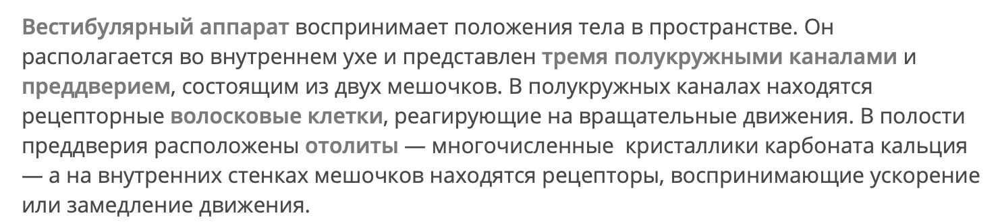 Вестибулярный аппарат воспринимает положения тела в пространстве. Он
располагается во внутреннем ухе и представлен тремя полукружными каналами и
преддверием, состоящим из двух мешочков. В полукружных каналах находятся
рецепторные волосковые клетки, реагирующие на вращательные движения. В полости
преддверия расположены отолиты — многочисленные  кристаллики карбоната кальция
— а на внутренних стенках мешочков находятся рецепторы, воспринимающие ускорение
или замедление движения.